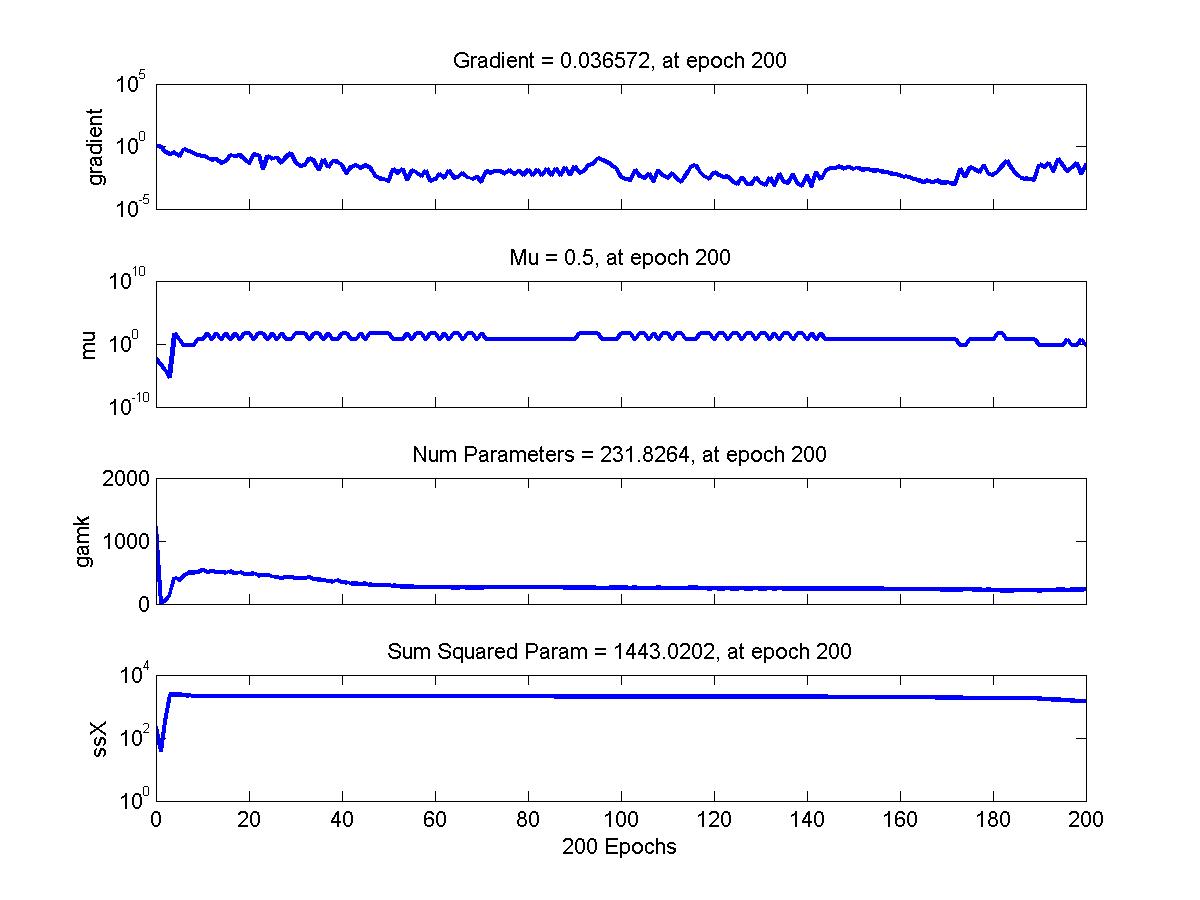 Gradient = 0.036572, at epoch 200
10^5
10^0
10^-5
gradient
Mu = 0.5, at epoch 200
10^10
10^0
10^-10
mu
Num Parameters = 231.8264, at epoch 200
2000
1000
0
gamk
Sum Squared Param = 1443.0202, at epoch 200
10^4
10^2
10^0
ssX
0 20 40 60 80 100 120 140 160 180 200
200 Epochs